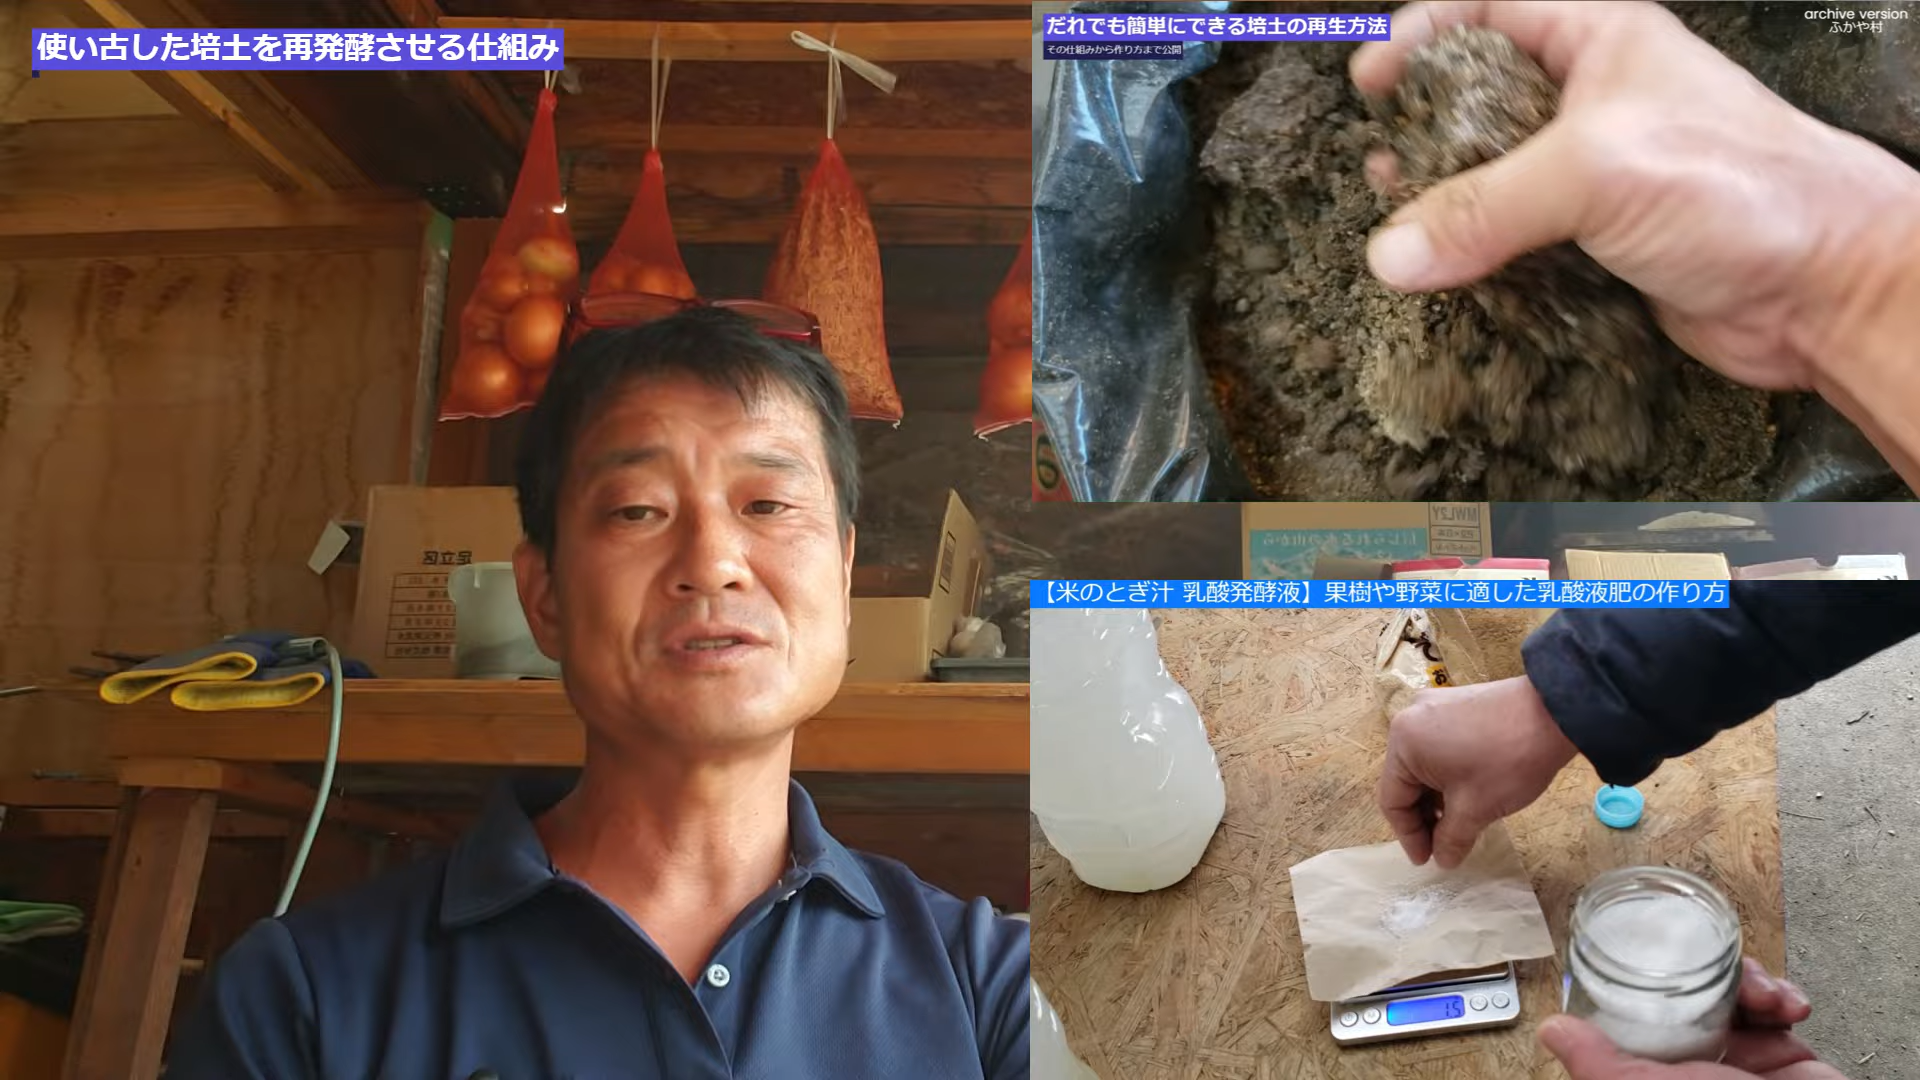 使い古した培土を再発酵させる仕組み
だれでも簡単にできる培土の再生方法
その仕組みから作り方まで公開
archive version
ふかや村
【米のとぎ汁 乳酸発酵液】果樹や野菜に適した乳酸液肥の作り方
1.5